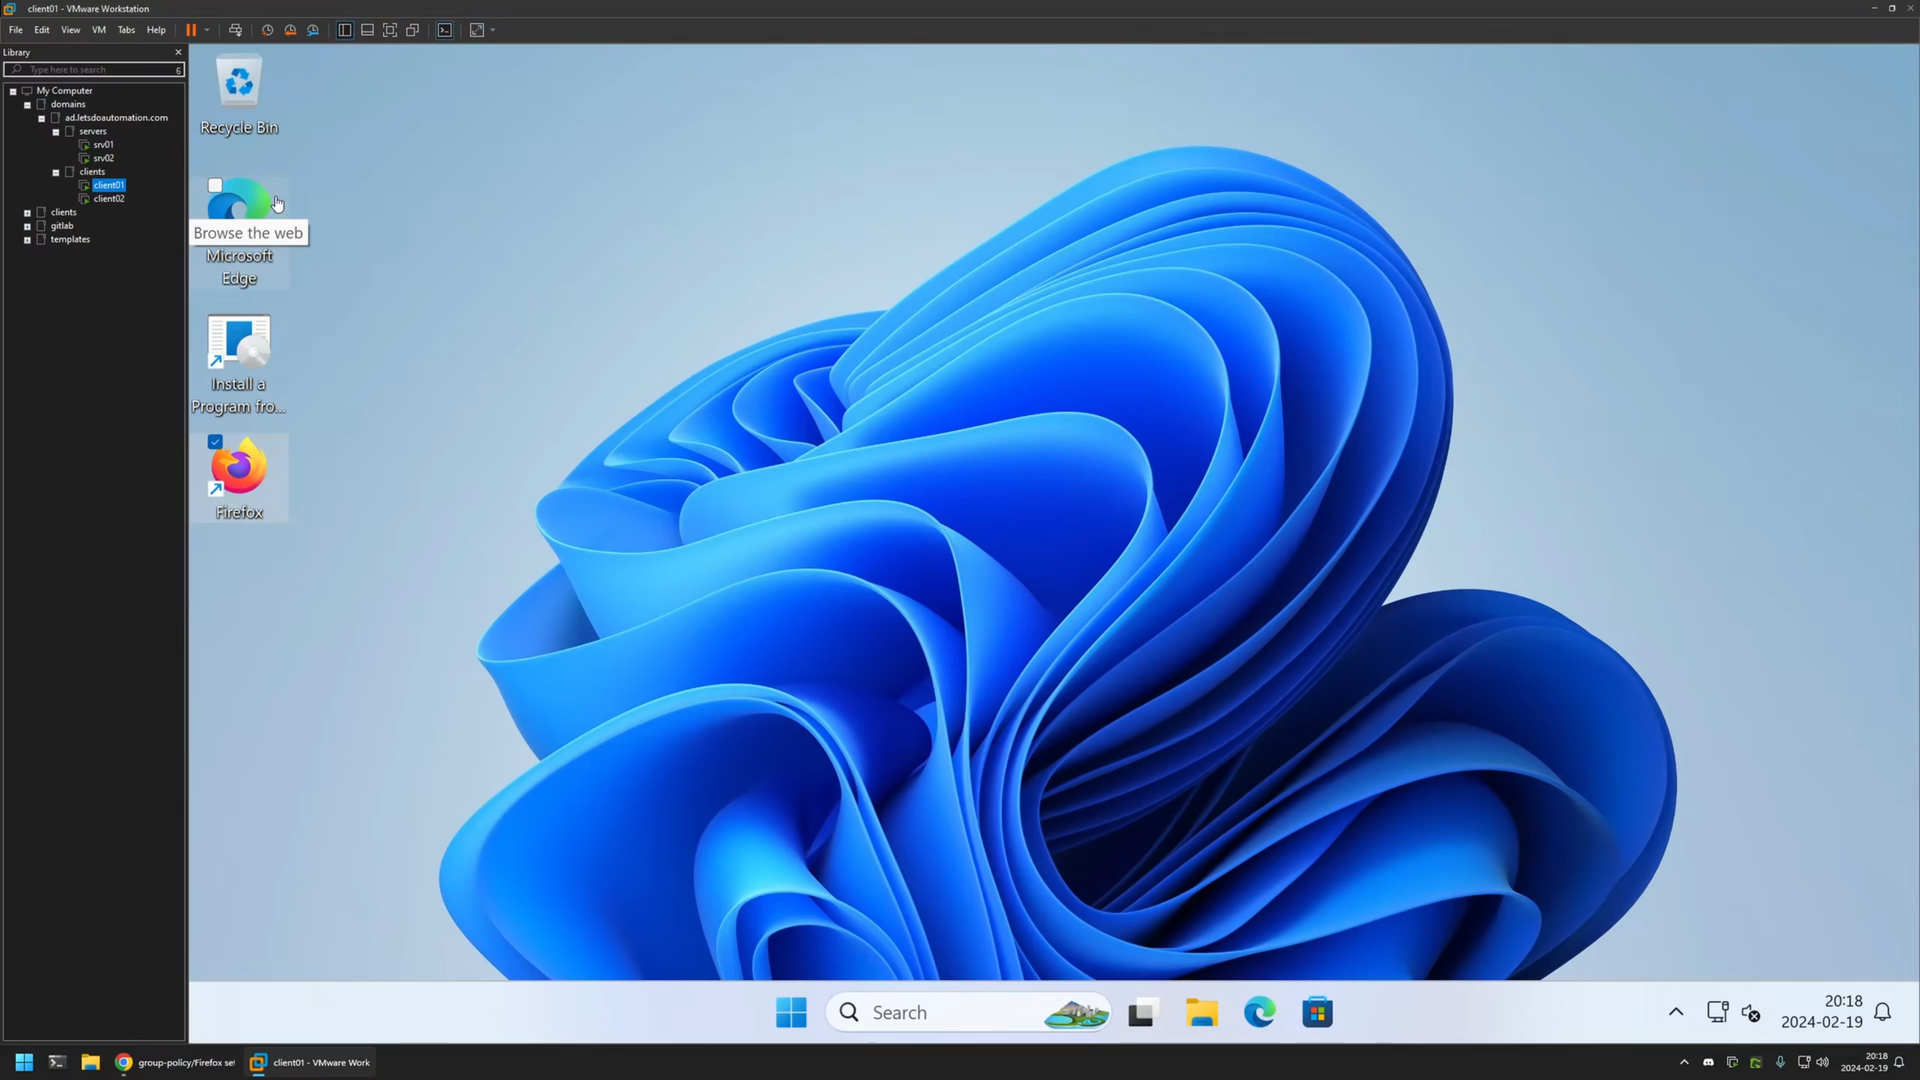 client01 - VMware Workstation
File Edit View VM Tabs Help
Library
Type here to search 6
My Computer
domains
ad.letsdoautomation.com
servers
srv01
srv02
clients
client01
client02
clients
gitlab
templates
Recycle Bin
Browse the web
Microsoft
Edge
Install a
Program fro...
Firefox
Search
20:18
2024-02-19
group-policy/Firefox set
client01 - VMware Work
20:18
2024-02-19